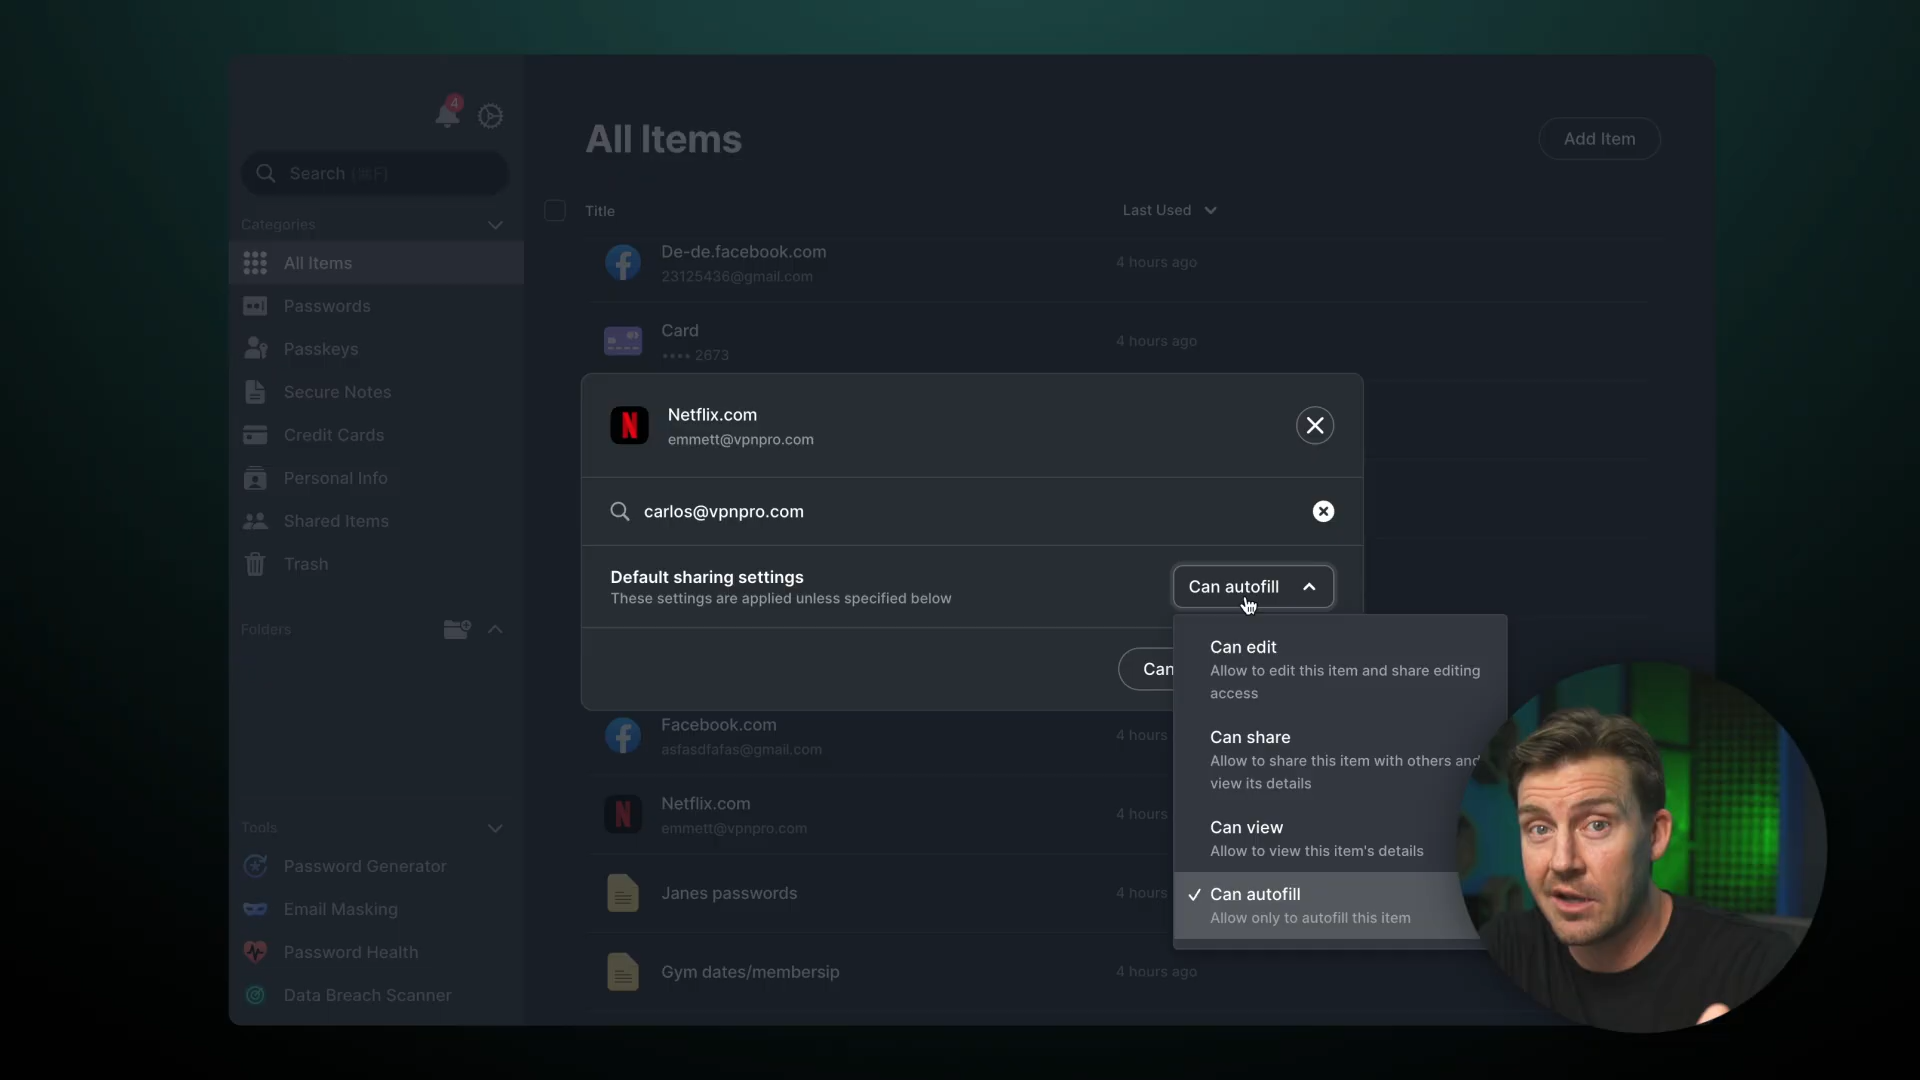 4
Search (⌘F)
Categories
All Items
Passwords
Passkeys
Secure Notes
Credit Cards
Personal Info
Shared Items
Trash
Folders
Tools
Password Generator
Email Masking
Password Health
Data Breach Scanner
All Items
Add Item
Title
Last Used
De-de.facebook.com
23125436@gmail.com
4 hours ago
Card
•••• 2673
4 hours ago
Netflix.com
emmett@vpnpro.com
carlos@vpnpro.com
Default sharing settings
These settings are applied unless specified below
Can autofill
Can
Can edit
Allow to edit this item and share editing
access
Can share
Allow to share this item with others and
view its details
Can view
Allow to view this item's details
✓ Can autofill
Allow only to autofill this item
Facebook.com
asfasdfafas@gmail.com
4 hours
Netflix.com
emmett@vpnpro.com
4 hours
Janes passwords
4 hours
Gym dates/membersip
4 hours ago